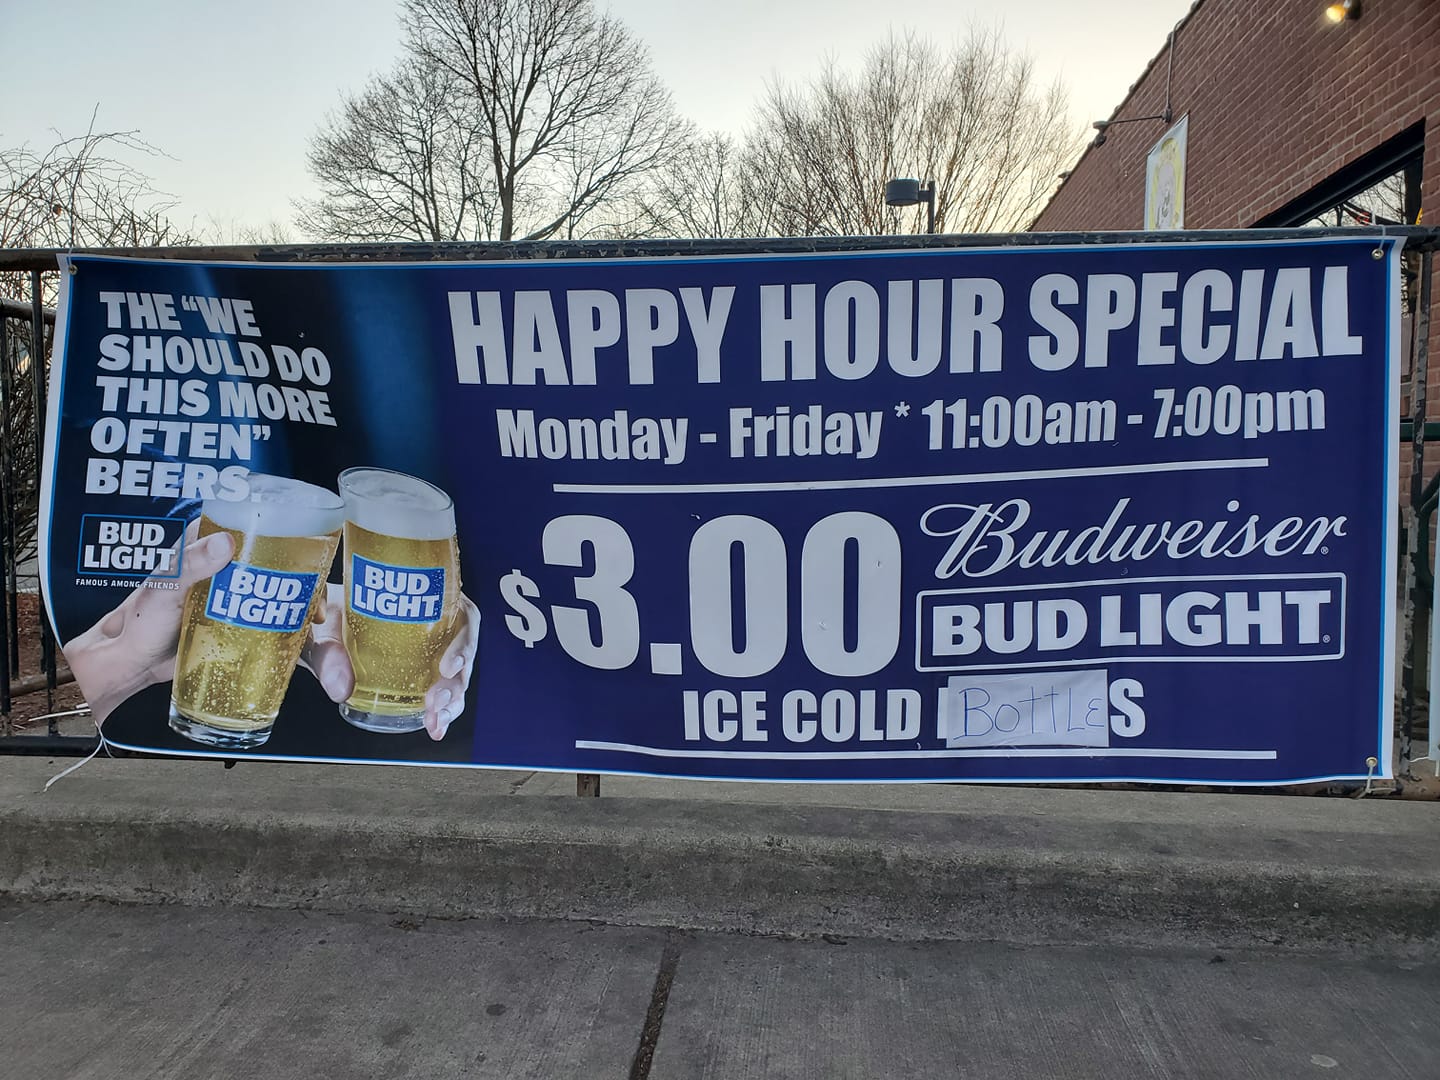 THE “WE
SHOULD DO
THIS MORE
OFTEN”
BEERS.
BUD
LIGHT
FAMOUS AMONG FRIENDS
BUD
LIGHT
BUD
LIGHT
HAPPY HOUR SPECIAL
Monday - Friday * 11:00am - 7:00pm
$3.00
Budweiser®
BUD LIGHT®
ICE COLD BOTTLES